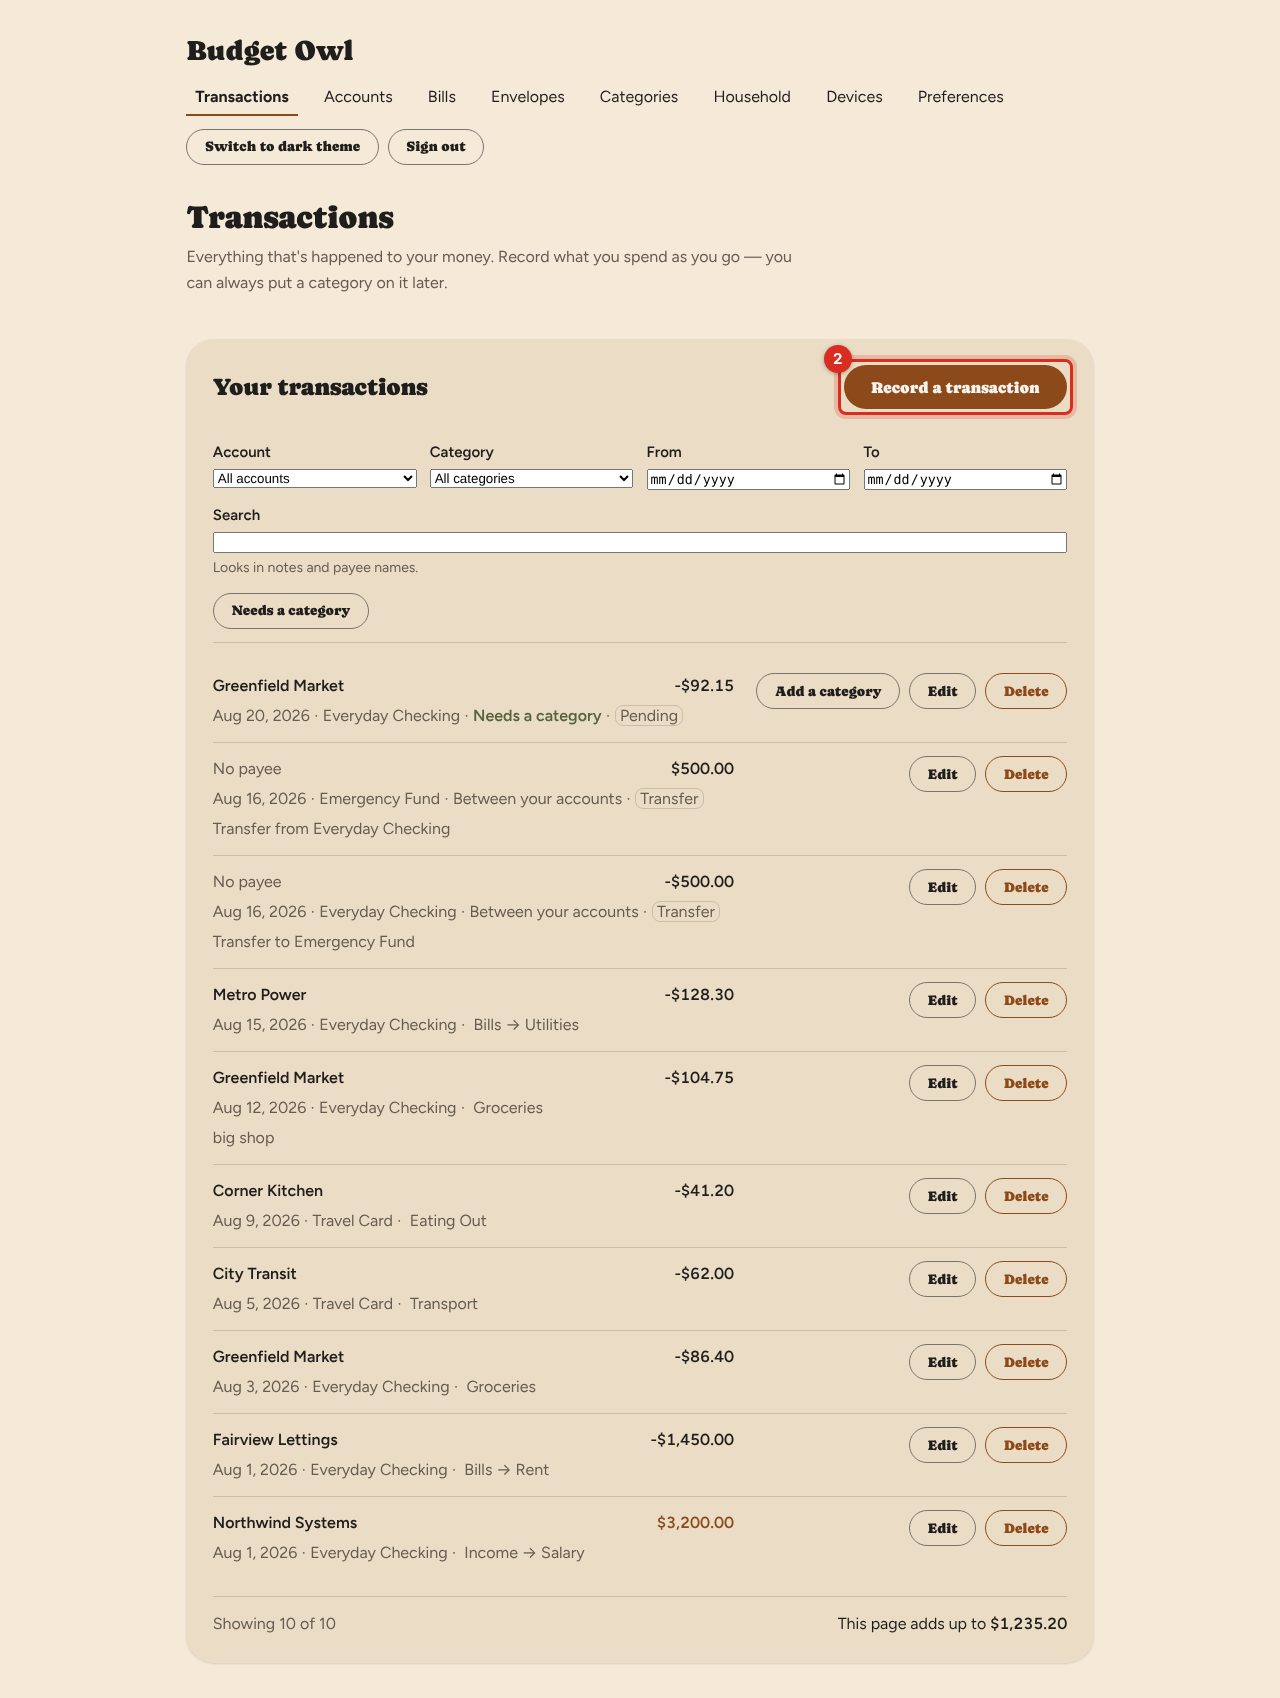 Budget Owl
Transactions Accounts Bills Envelopes Categories Household Devices Preferences
Switch to dark theme Sign out
Transactions
Everything that's happened to your money. Record what you spend as you go — you
can always put a category on it later.
2
Your transactions Record a transaction
Account Category From To
All accounts All categories mm/dd/yyyy mm/dd/yyyy
Search
Looks in notes and payee names.
Needs a category
Greenfield Market -$92.15 Add a category Edit Delete
Aug 20, 2026 · Everyday Checking · Needs a category · Pending
No payee $500.00 Edit Delete
Aug 16, 2026 · Emergency Fund · Between your accounts · Transfer
Transfer from Everyday Checking
No payee -$500.00 Edit Delete
Aug 16, 2026 · Everyday Checking · Between your accounts · Transfer
Transfer to Emergency Fund
Metro Power -$128.30 Edit Delete
Aug 15, 2026 · Everyday Checking · Bills → Utilities
Greenfield Market -$104.75 Edit Delete
Aug 12, 2026 · Everyday Checking · Groceries
big shop
Corner Kitchen -$41.20 Edit Delete
Aug 9, 2026 · Travel Card · Eating Out
City Transit -$62.00 Edit Delete
Aug 5, 2026 · Travel Card · Transport
Greenfield Market -$86.40 Edit Delete
Aug 3, 2026 · Everyday Checking · Groceries
Fairview Lettings -$1,450.00 Edit Delete
Aug 1, 2026 · Everyday Checking · Bills → Rent
Northwind Systems $3,200.00 Edit Delete
Aug 1, 2026 · Everyday Checking · Income → Salary
Showing 10 of 10 This page adds up to $1,235.20